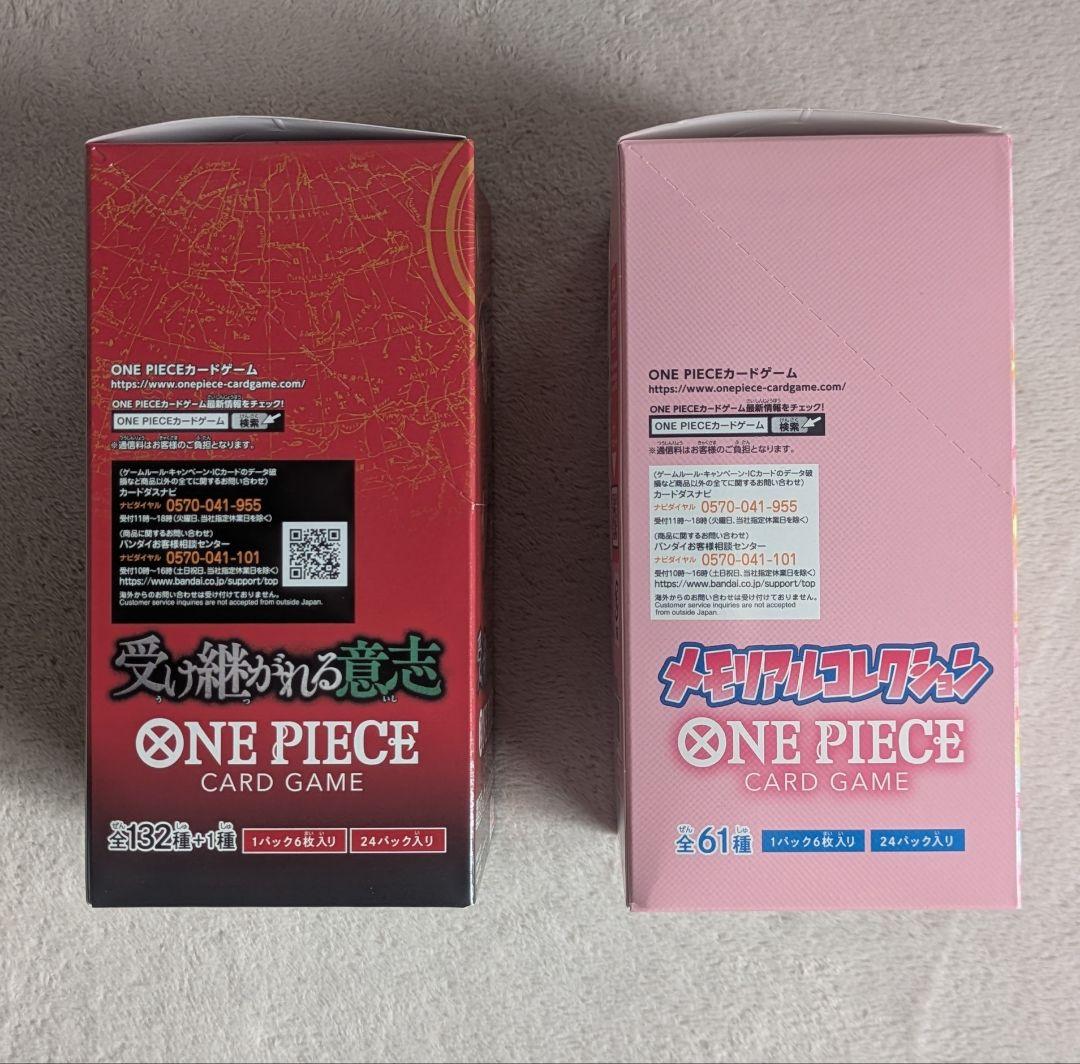 ONE PIECEカードゲーム
https://www.onepiece-cardgame.com/
ONE PIECEカードゲーム最新情報をチェック!
ONE PIECEカードゲーム 検索
※通信料はお客様のご負担となります。
(ゲームルール・キャンペーン・ICカードのデータ破
損など商品以外の全てに関するお問い合わせ)
カードダスナビ
ナビダイヤル 0570-041-955
受付11時～18時(火曜日、当社指定休業日を除く)
(商品に関するお問い合わせ)
バンダイお客様相談センター
ナビダイヤル 0570-041-101
受付10時～16時(土日祝日、当社指定休業日を除く)
https://www.bandai.co.jp/support/top
海外からのお問い合わせは受け付けておりません。
Customer service inquiries are not accepted from outside Japan.
受け継がれる意志
ONE PIECE
CARD GAME
全132種+1種 1パック6枚入り 24パック入り
ONE PIECEカードゲーム
https://www.onepiece-cardgame.com/
ONE PIECEカードゲーム最新情報をチェック!
ONE PIECEカードゲーム 検索
※通信料はお客様のご負担となります。
(ゲームルール・キャンペーン・ICカードのデータ破
損など商品以外の全てに関するお問い合わせ)
カードダスナビ
ナビダイヤル 0570-041-955
受付11時～18時(火曜日、当社指定休業日を除く)
(商品に関するお問い合わせ)
バンダイお客様相談センター
ナビダイヤル 0570-041-101
受付10時～16時(土日祝日、当社指定休業日を除く)
https://www.bandai.co.jp/support/top
海外からのお問い合わせは受け付けておりません。
Customer service inquiries are not accepted
from outside Japan.
メモリアルコレクション
ONE PIECE
CARD GAME
全61種 1パック6枚入り 24パック入り